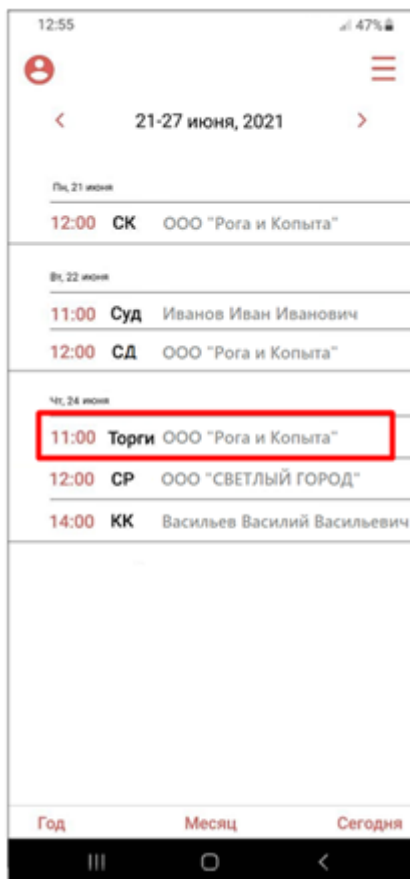 12:55 47%
21-27 июня, 2021
Пн, 21 июня
12:00 СК ООО "Рога и Копыта"
Вт, 22 июня
11:00 Суд Иванов Иван Иванович
12:00 СД ООО "Рога и Копыта"
Чт, 24 июня
11:00 Торги ООО "Рога и Копыта"
12:00 СР ООО "СВЕТЛЫЙ ГОРОД"
14:00 КК Васильев Василий Васильевич
Год Месяц Сегодня